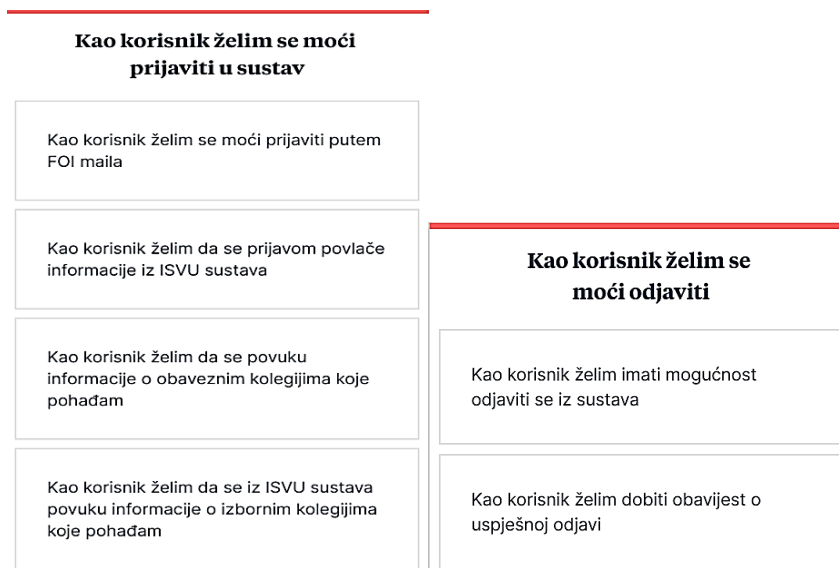 Kao korisnik želim se moći
prijaviti u sustav
Kao korisnik želim se moći prijaviti putem
FOI maila
Kao korisnik želim da se prijavom povlače
informacije iz ISVU sustava
Kao korisnik želim da se povuku
informacije o obaveznim kolegijima koje
pohađam
Kao korisnik želim da se iz ISVU sustava
povuku informacije o izbornim kolegijima
koje pohađam
Kao korisnik želim se
moći odjaviti
Kao korisnik želim imati mogućnost
odjaviti se iz sustava
Kao korisnik želim dobiti obavijest o
uspješnoj odjavi